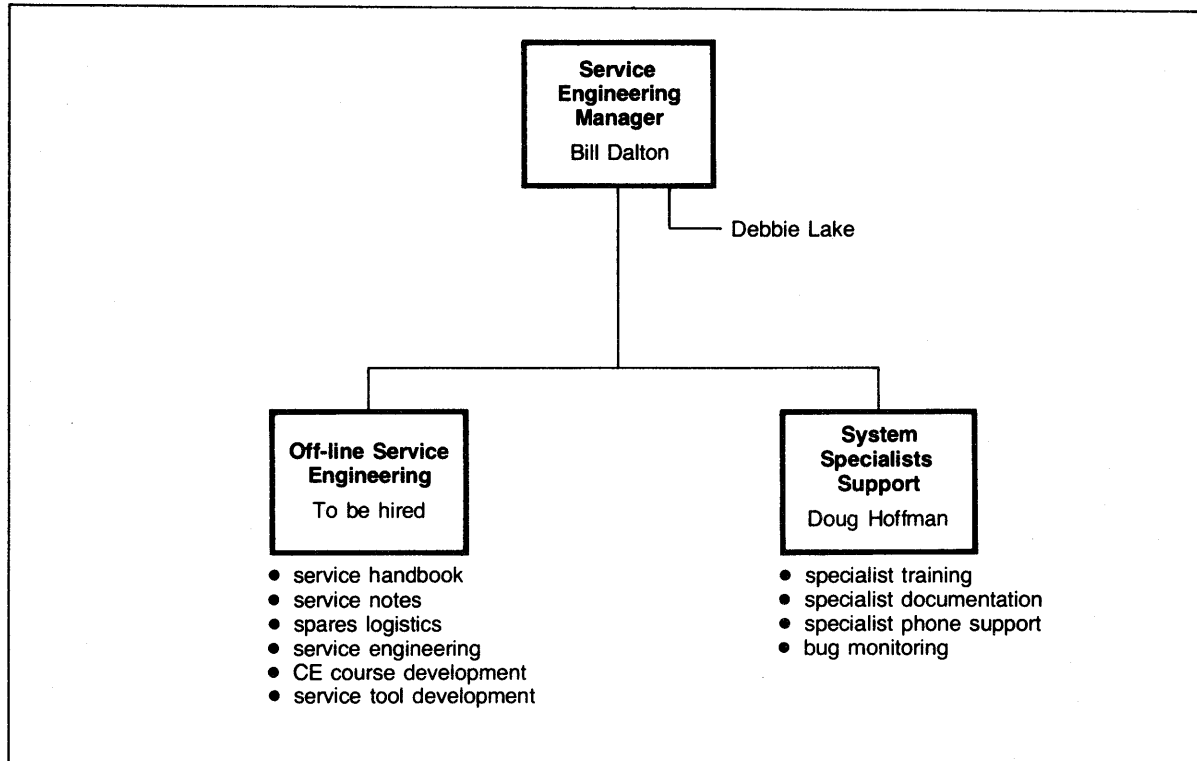 Service
Engineering
Manager
Bill Dalton
Debbie Lake
Off-line Service
Engineering
To be hired
● service handbook
● service notes
● spares logistics
● service engineering
● CE course development
● service tool development
System
Specialists
Support
Doug Hoffman
● specialist training
● specialist documentation
● specialist phone support
● bug monitoring